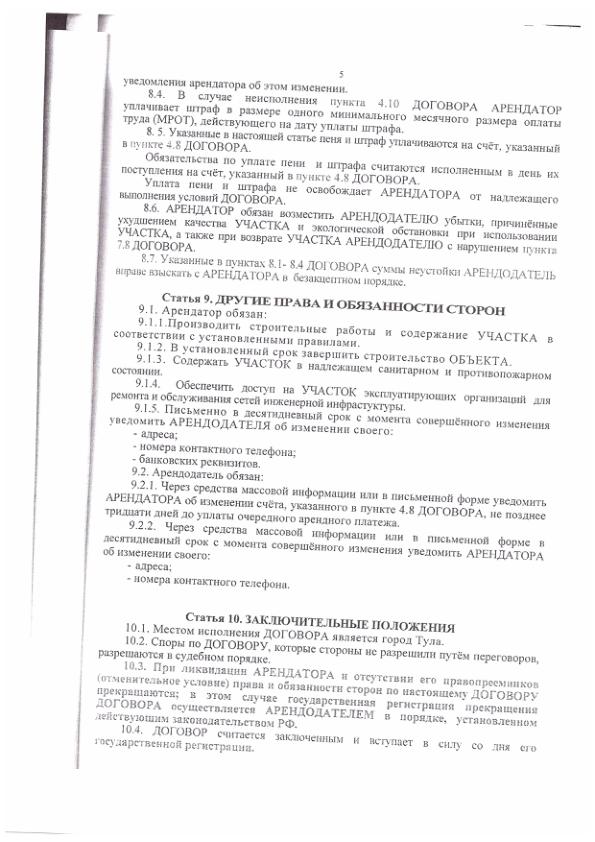 5
уведомления арендатора об этом изменении.
8.4. В случае неисполнения пункта 4.10 ДОГОВОРА АРЕНДАТОР
уплачивает штраф в размере одного минимального месячного размера оплаты
труда (МРОТ), действующего на дату уплаты штрафа.
8. 5. Указанные в настоящей статье пеня и штраф уплачиваются на счёт, указанный
в пункте 4.8 ДОГОВОРА.
Обязательства по уплате пени и штрафа считаются исполненным в день их
поступления на счёт, указанный в пункте 4.8 ДОГОВОРА.
Уплата пени и штрафа не освобождает АРЕНДАТОРА от надлежащего
выполнения условий ДОГОВОРА.
8.6. АРЕНДАТОР обязан возместить АРЕНДОДАТЕЛЮ убытки, причинённые
ухудшением качества УЧАСТКА и экологической обстановки при использовании
УЧАСТКА, а также при возврате УЧАСТКА АРЕНДОДАТЕЛЮ с нарушением пункта
7.8 ДОГОВОРА.
8.7. Указанные в пунктах 8.1- 8.4 ДОГОВОРА суммы неустойки АРЕНДОДАТЕЛЬ
вправе взыскать с АРЕНДАТОРА в безакцептном порядке.
Статья 9. ДРУГИЕ ПРАВА И ОБЯЗАННОСТИ СТОРОН
9.1. Арендатор обязан:
9.1.1.Производить строительные работы и содержание УЧАСТКА в
соответствии с установленными правилами.
9.1.2. В установленный срок завершить строительство ОБЪЕКТА.
9.1.3. Содержать УЧАСТОК в надлежащем санитарном и противопожарном
состоянии.
9.1.4. Обеспечить доступ на УЧАСТОК эксплуатирующих организаций для
ремонта и обслуживания сетей инженерной инфрастуктуры.
9.1.5. Письменно в десятидневный срок с момента совершённого изменения
уведомить АРЕНДОДАТЕЛЯ об изменении своего:
- адреса;
- номера контактного телефона;
- банковских реквизитов.
9.2. Арендодатель обязан:
9.2.1. Через средства массовой информации или в письменной форме уведомить
АРЕНДАТОРА об изменении счёта, указанного в пункте 4.8 ДОГОВОРА, не позднее
тридцати дней до уплаты очередного арендного платежа.
9.2.2. Через средства массовой информации или в письменной форме в
десятидневный срок с момента совершённого изменения уведомить АРЕНДАТОРА
об изменении своего:
- адреса;
- номера контактного телефона.
Статья 10. ЗАКЛЮЧИТЕЛЬНЫЕ ПОЛОЖЕНИЯ
10.1. Местом исполнения ДОГОВОРА является город Тула.
10.2. Споры по ДОГОВОРУ, которые стороны не разрешили путём переговоров,
разрешаются в судебном порядке.
10.3. При ликвидации АРЕНДАТОРА и отсутствии его правопреемников
(отменительное условие) права и обязанности сторон по настоящему ДОГОВОРУ
прекращаются; в этом случае государственная регистрация прекращения
ДОГОВОРА осуществляется АРЕНДОДАТЕЛЕМ в порядке, установленном
действующим законодательством РФ.
10.4. ДОГОВОР считается заключенным и вступает в силу со дня его
государственной регистрации.